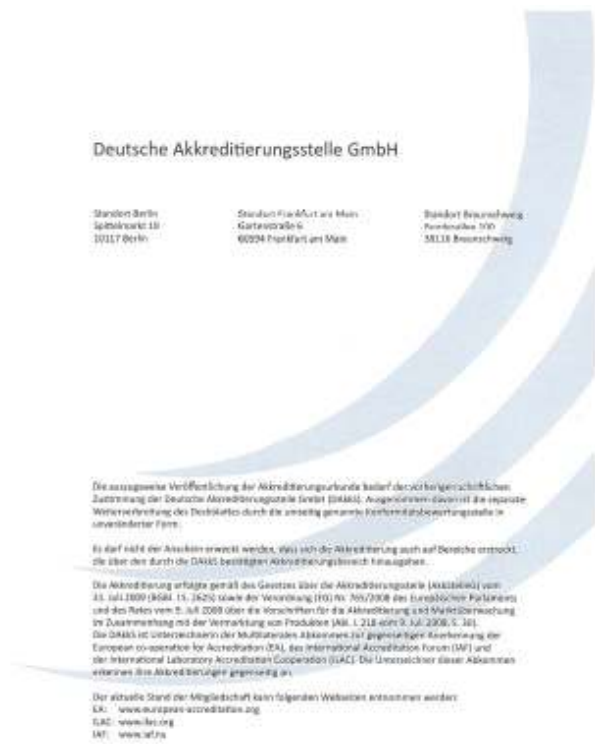 Deutsche Akkreditierungsstelle GmbH
Standort Berlin
Spittelmarkt 10
10117 Berlin
Standort Frankfurt am Main
Gartenstraße 6
60594 Frankfurt am Main
Standort Braunschweig
Bundesallee 100
38116 Braunschweig
Die auszugsweise Veröffentlichung der Akkreditierungsurkunde bedarf der vorherigen schriftlichen
Zustimmung der Deutsche Akkreditierungsstelle GmbH (DAkkS). Ausgenommen davon ist die separate
Weiterverbreitung des Deckblattes durch die umseitig genannte Konformitätsbewertungsstelle in
unveränderter Form.
Es darf nicht der Anschein erweckt werden, dass sich die Akkreditierung auch auf Bereiche erstreckt,
die über den durch die DAkkS bestätigten Akkreditierungsbereich hinausgehen.
Die Akkreditierung erfolgte gemäß des Gesetzes über die Akkreditierungsstelle (AkkStelleG) vom
31. Juli 2009 (BGBl. I S. 2625) sowie der Verordnung (EG) Nr. 765/2008 des Europäischen Parlaments
und des Rates vom 9. Juli 2008 über die Vorschriften für die Akkreditierung und Marktüberwachung
im Zusammenhang mit der Vermarktung von Produkten (Abl. L 218 vom 9. Juli 2008, S. 30).
Die DAkkS ist Unterzeichnerin der Multilateralen Abkommen zur gegenseitigen Anerkennung der
European co-operation for Accreditation (EA), des International Accreditation Forum (IAF) und
der International Laboratory Accreditation Cooperation (ILAC). Die Unterzeichner dieser Abkommen
erkennen ihre Akkreditierungen gegenseitig an.
Der aktuelle Stand der Mitgliedschaft kann folgenden Webseiten entnommen werden:
EA: www.european-accreditation.org
ILAC: www.ilac.org
IAF: www.iaf.nu